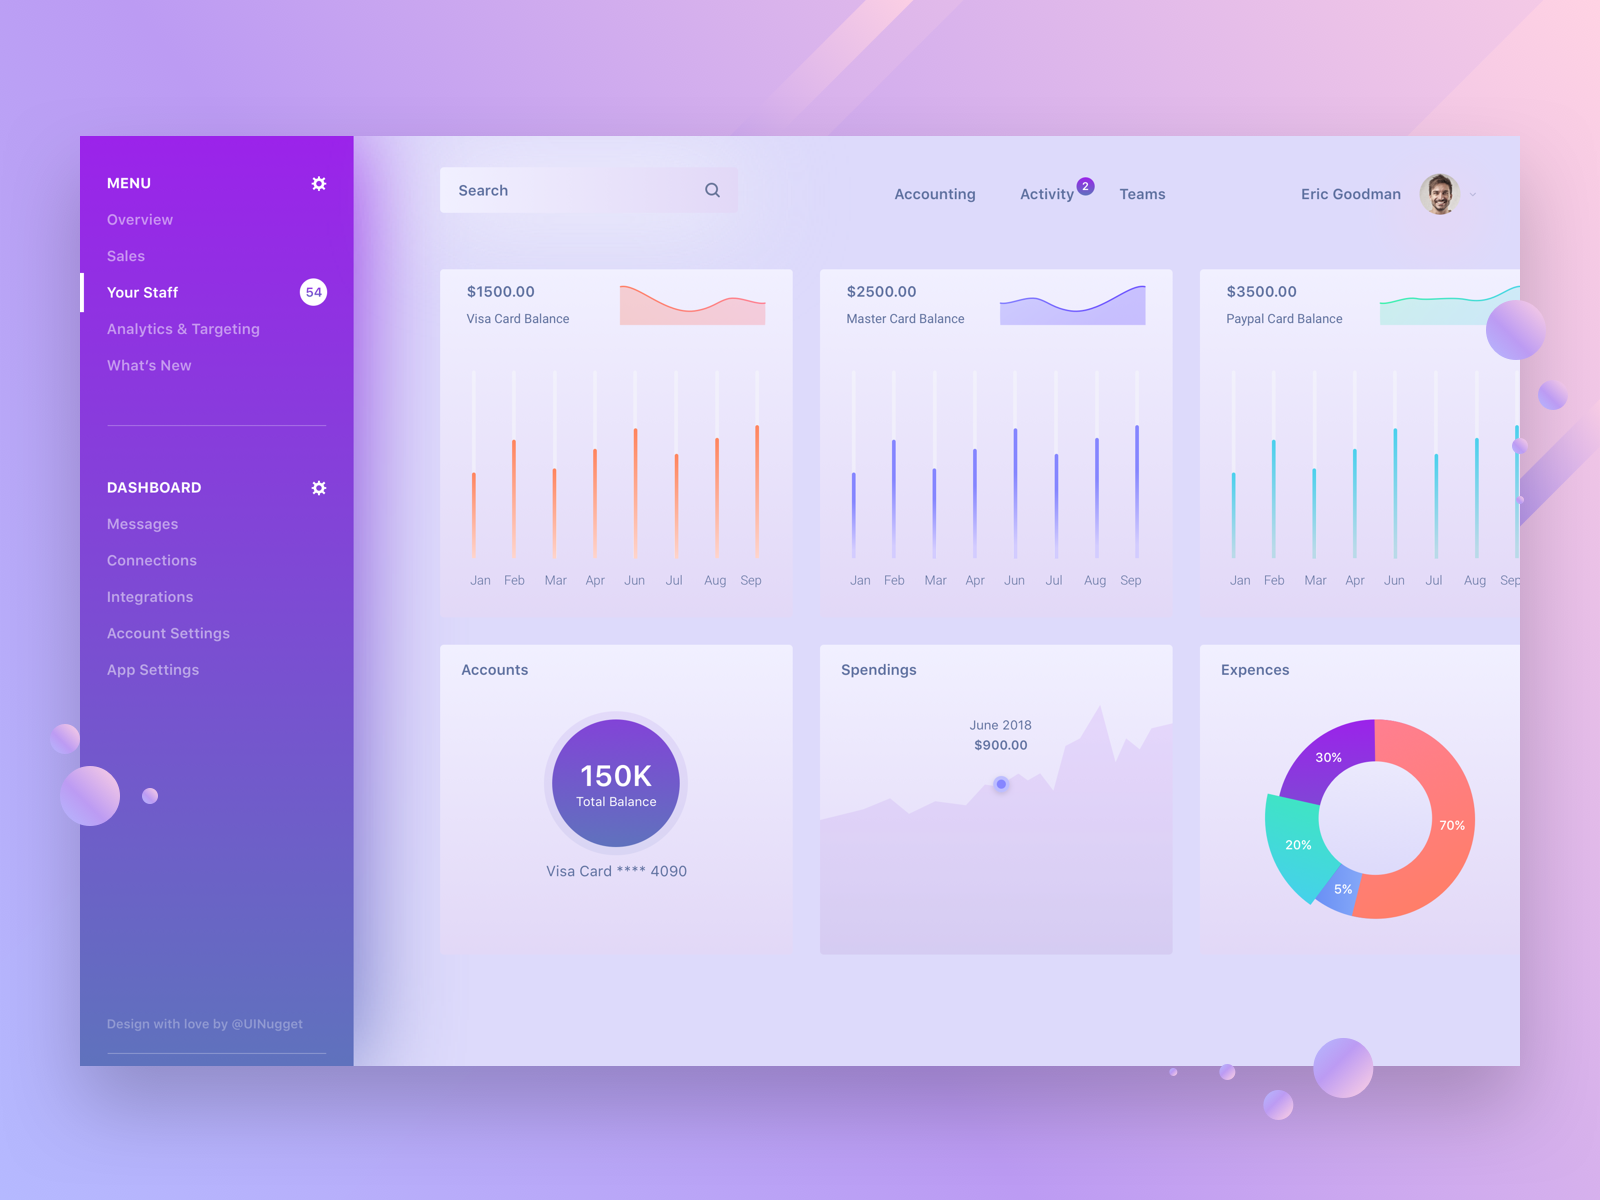 MENU
Overview
Sales
Your Staff 54
Analytics & Targeting
What's New
DASHBOARD
Messages
Connections
Integrations
Account Settings
App Settings
Design with love by @UINugget
Search
Accounting Activity 2 Teams Eric Goodman
$1500.00
Visa Card Balance
Jan Feb Mar Apr Jun Jul Aug Sep
$2500.00
Master Card Balance
Jan Feb Mar Apr Jun Jul Aug Sep
$3500.00
Paypal Card Balance
Jan Feb Mar Apr Jun Jul Aug Sep
Accounts
150K
Total Balance
Visa Card **** 4090
Spendings
June 2018
$900.00
Expences
30%
70%
20%
5%